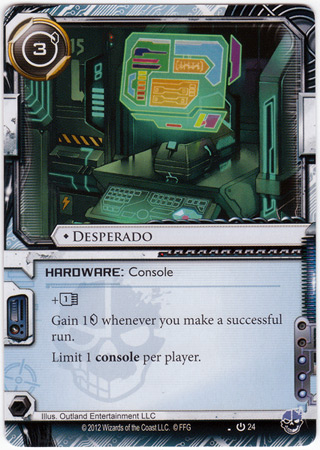 3
15
◆ DESPERADO
HARDWARE: Console
+1
Gain 1 whenever you make a successful
run.
Limit 1 console per player.
Illus. Outland Entertainment LLC
© 2012 Wizards of the Coast LLC. © FFG
24